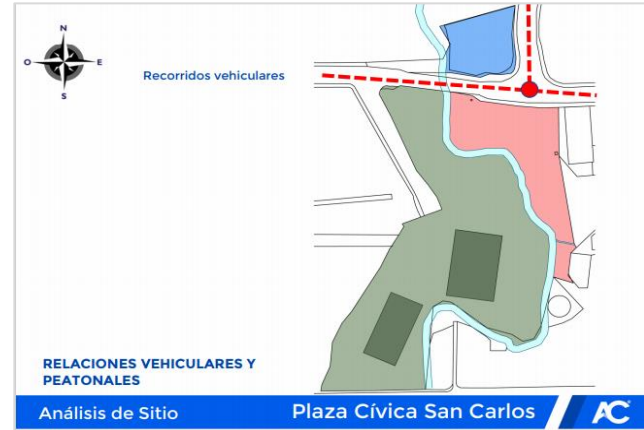 N
O
E
S
Recorridos vehiculares
RELACIONES VEHICULARES Y
PEATONALES
Análisis de Sitio
Plaza Cívica San Carlos
AC